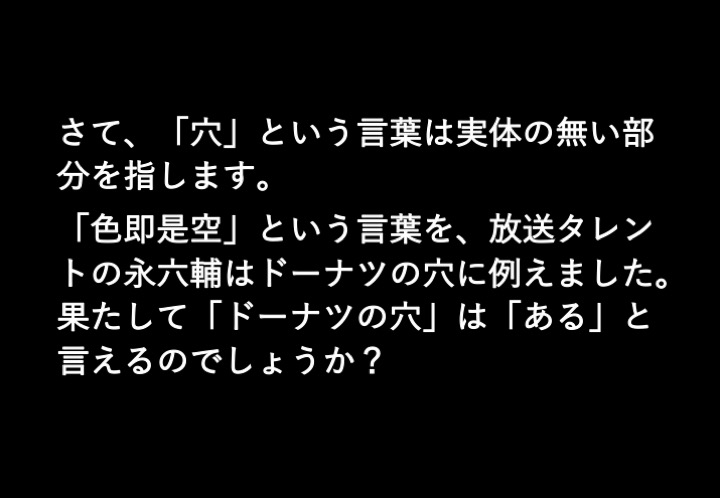 さて、「穴」という言葉は実体の無い部
分を指します。
「色即是空」という言葉を、放送タレン
トの永六輔はドーナツの穴に例えました。
果たして「ドーナツの穴」は「ある」と
言えるのでしょうか？